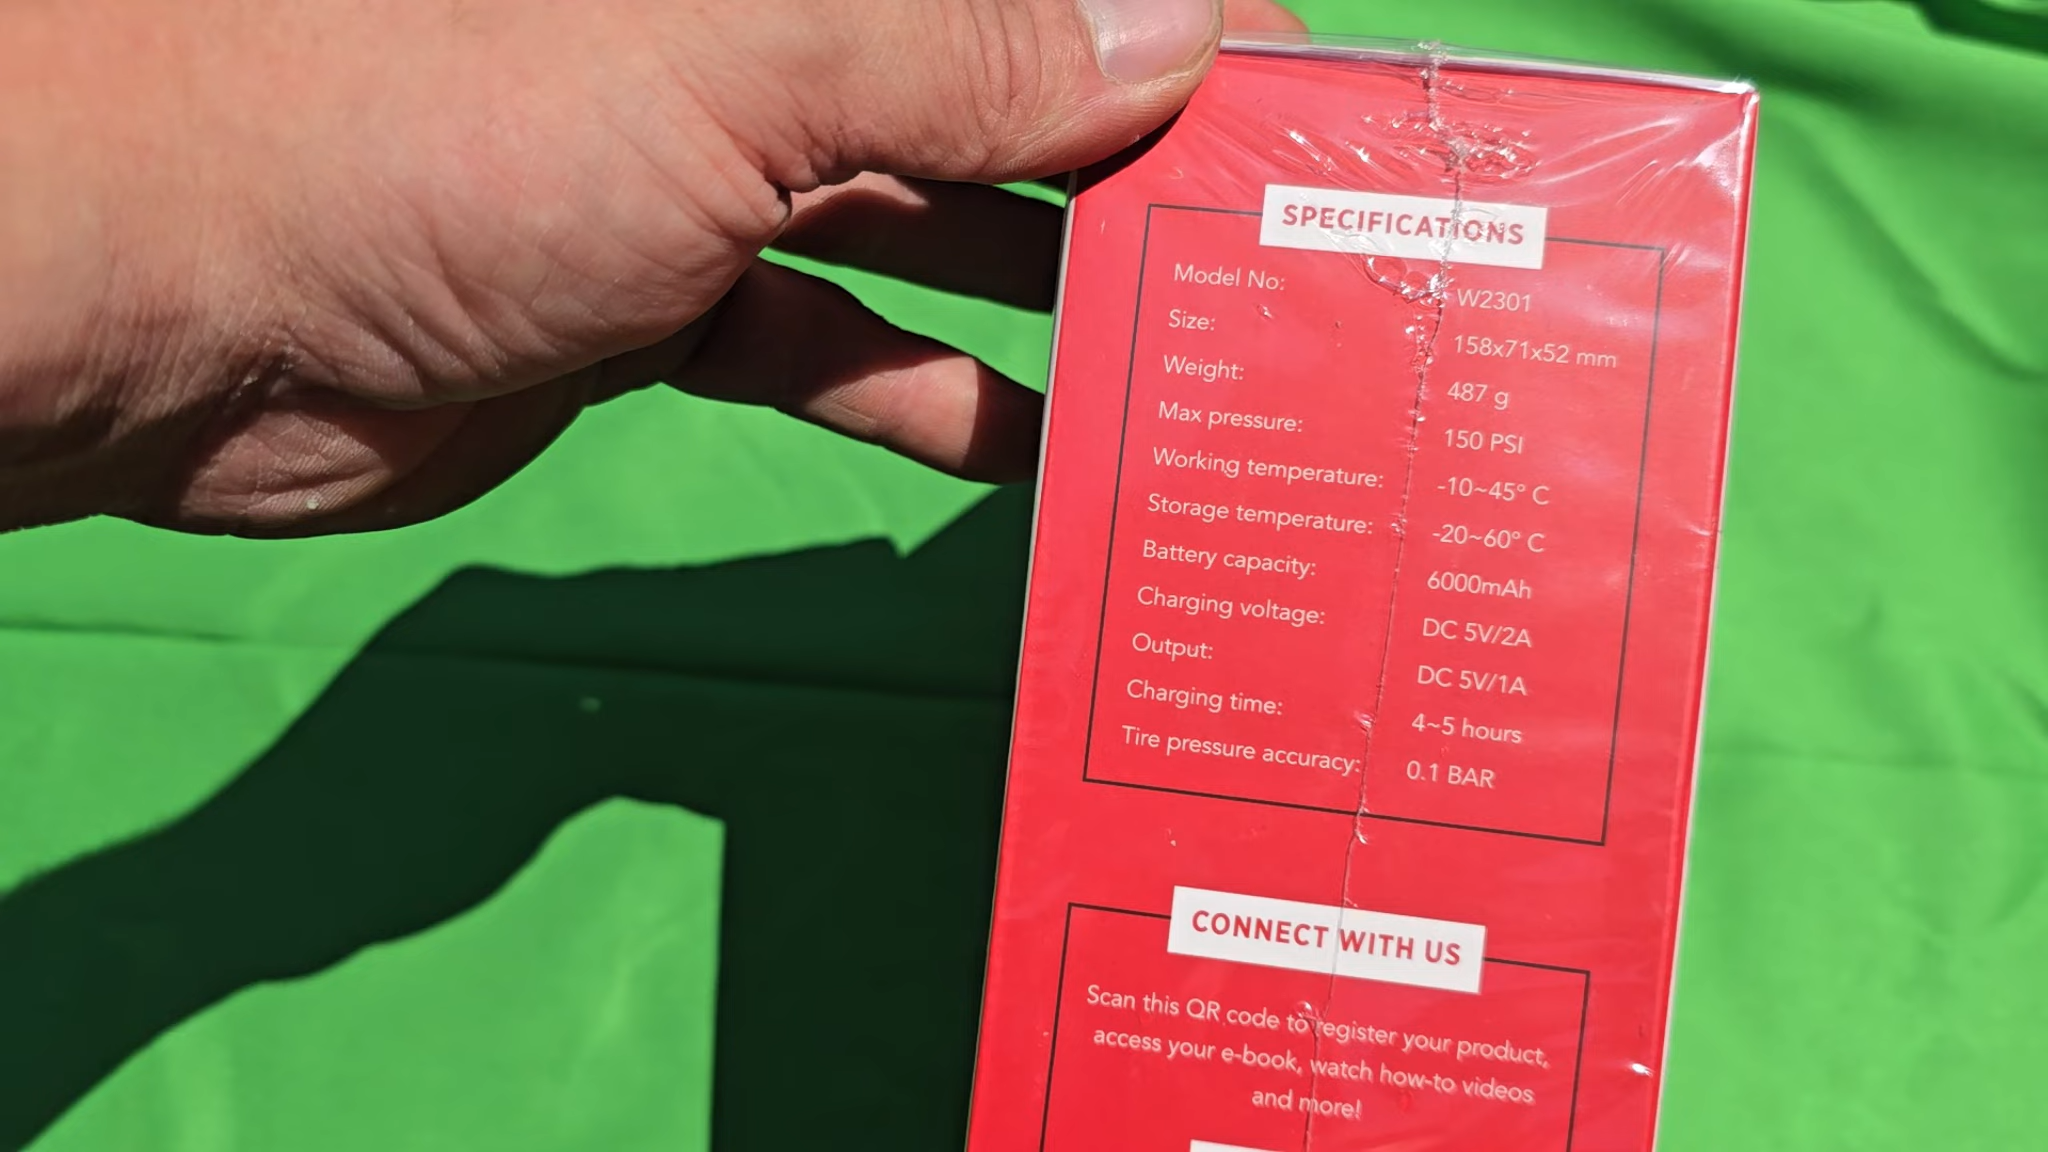 SPECIFICATIONS
Model No: W2301
Size: 158x71x52 mm
Weight: 487 g
Max pressure: 150 PSI
Working temperature: -10~45° C
Storage temperature: -20~60° C
Battery capacity: 6000mAh
Charging voltage: DC 5V/2A
Output: DC 5V/1A
Charging time: 4~5 hours
Tire pressure accuracy: 0.1 BAR
CONNECT WITH US
Scan this QR code to register your product,
access your e-book, watch how-to videos
and more!